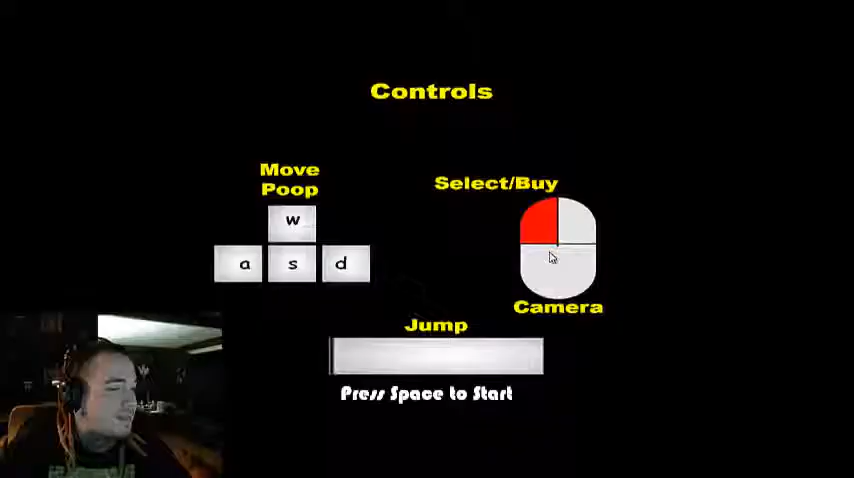 Controls
Move
Poop
Select/Buy
w
a s d
Camera
Jump
Press Space to Start